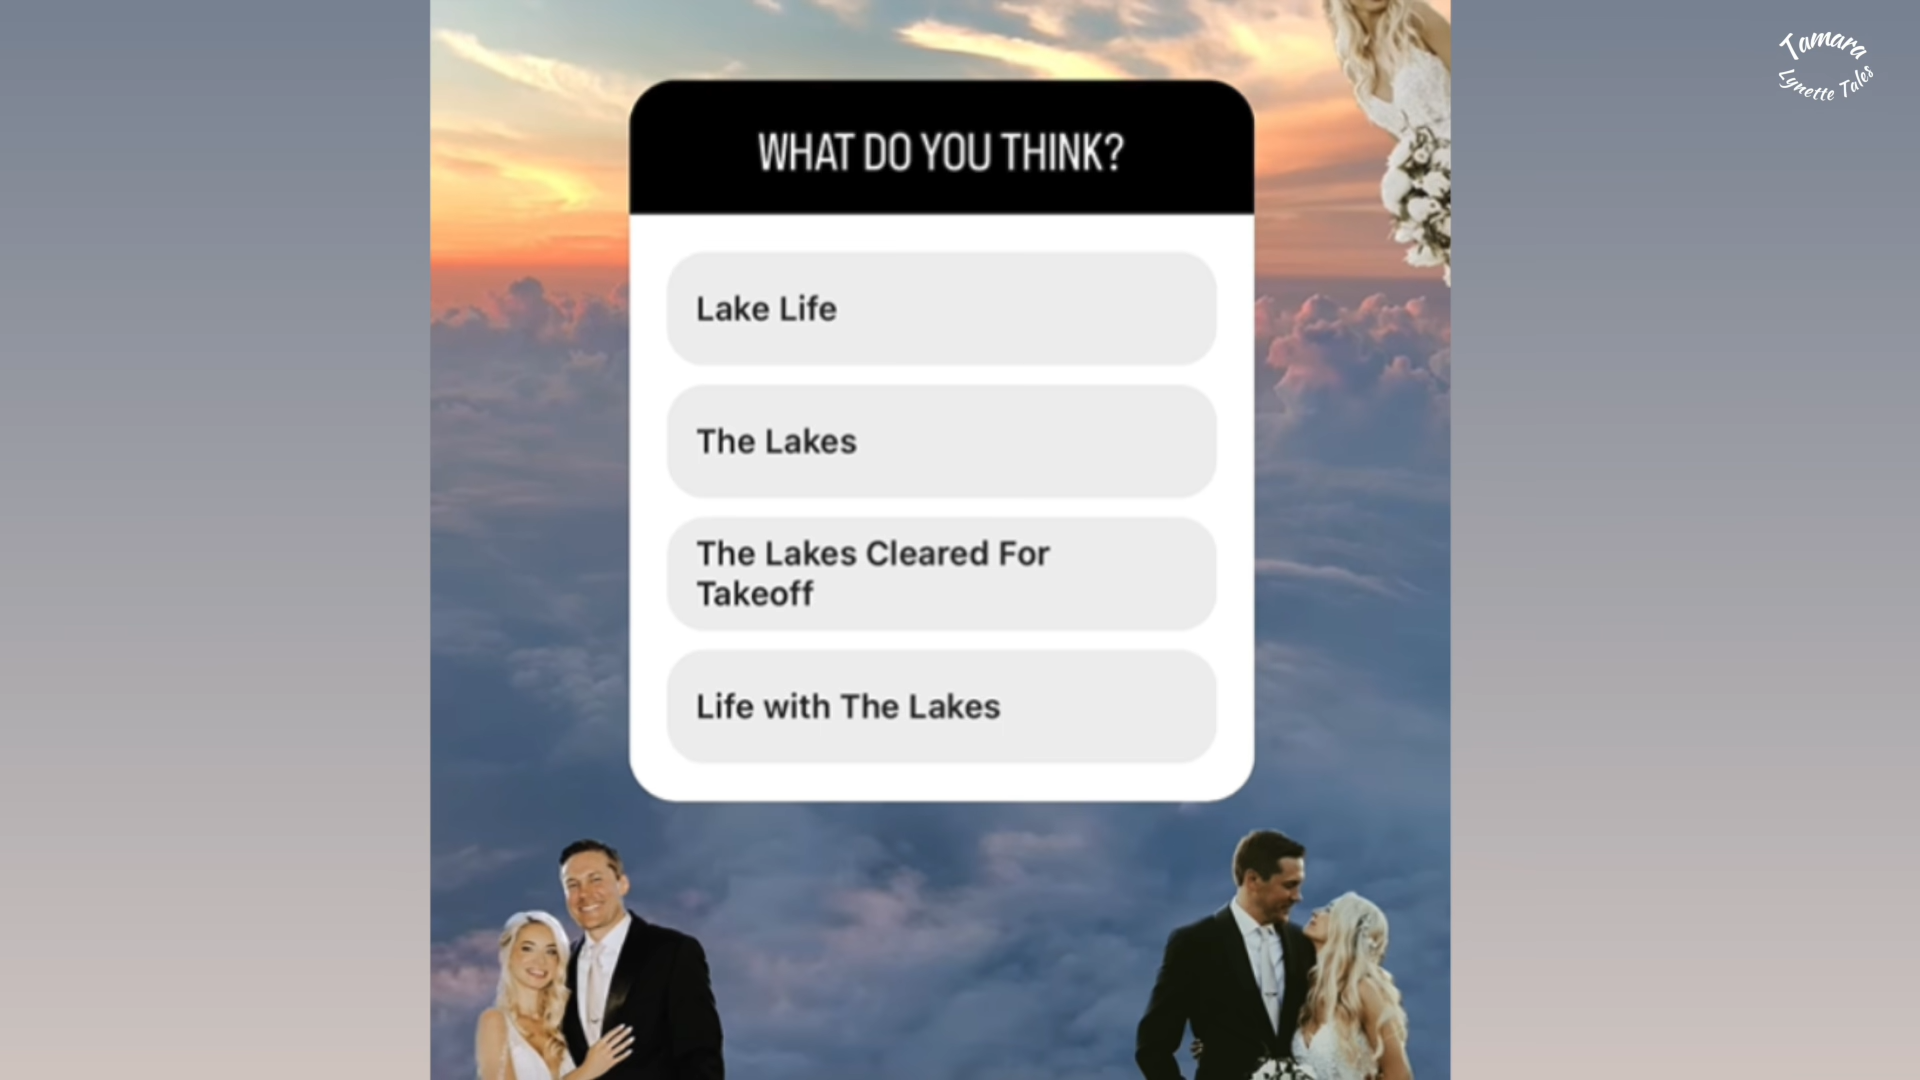 Tamara
Lynette Tales
WHAT DO YOU THINK?
Lake Life
The Lakes
The Lakes Cleared For
Takeoff
Life with The Lakes